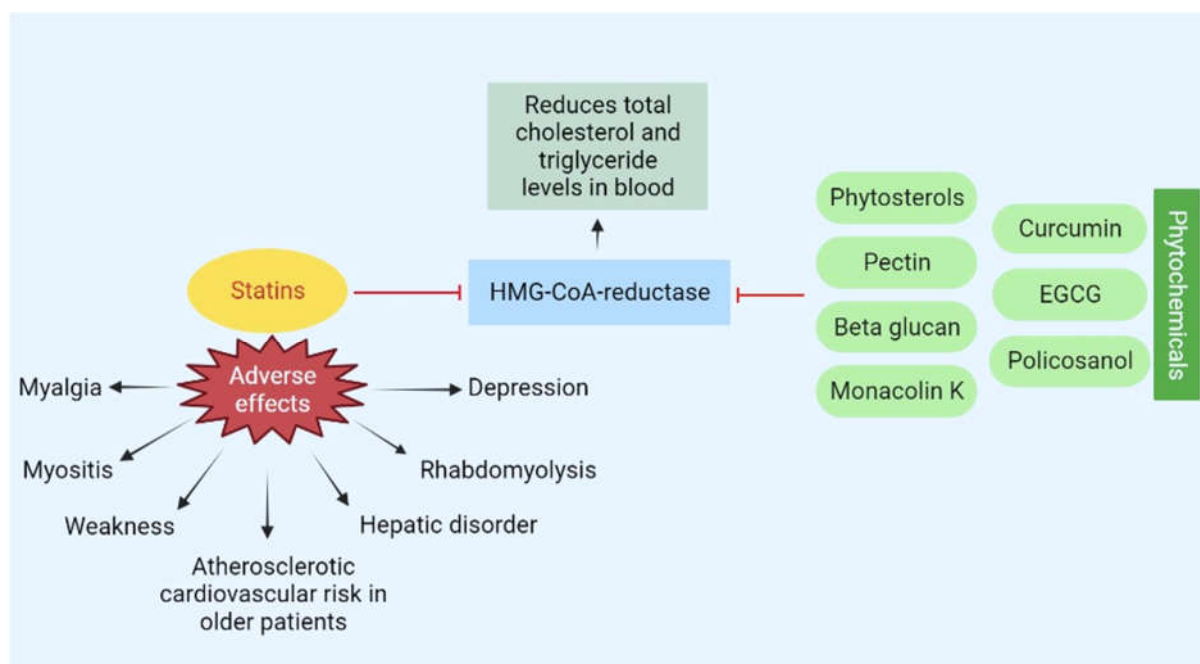 Reduces total
cholesterol and
triglyceride
levels in blood
Statins
HMG-CoA-reductase
Phytosterols
Pectin
Beta glucan
Monacolin K
Curcumin
EGCG
Policosanol
Phytochemicals
Adverse
effects
Myalgia
Myositis
Weakness
Atherosclerotic
cardiovascular risk in
older patients
Hepatic disorder
Rhabdomyolysis
Depression